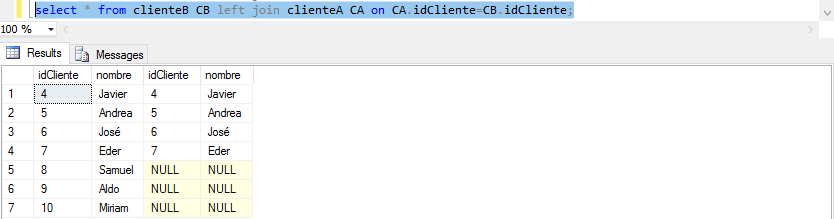 select * from clienteB CB left join clienteA CA on CA.idCliente=CB.idCliente;
100 %
Results Messages
idCliente nombre idCliente nombre
1 4 Javier 4 Javier
2 5 Andrea 5 Andrea
3 6 José 6 José
4 7 Eder 7 Eder
5 8 Samuel NULL NULL
6 9 Aldo NULL NULL
7 10 Miriam NULL NULL